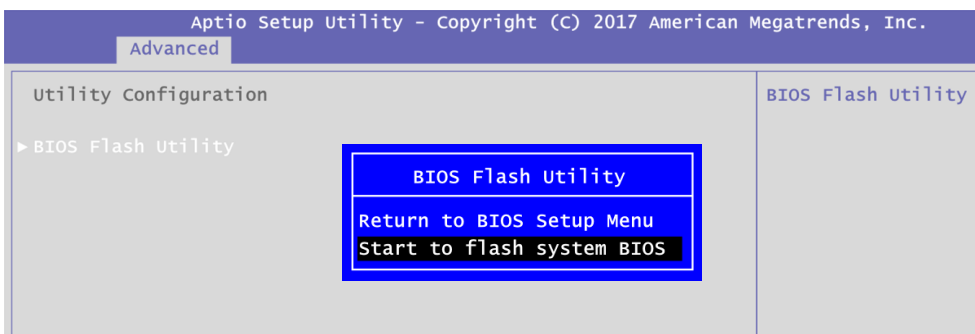 Aptio Setup Utility - Copyright (C) 2017 American Megatrends, Inc.
Advanced
Utility Configuration
BIOS Flash Utility
►BIOS Flash Utility
BIOS Flash Utility
Return to BIOS Setup Menu
Start to flash system BIOS